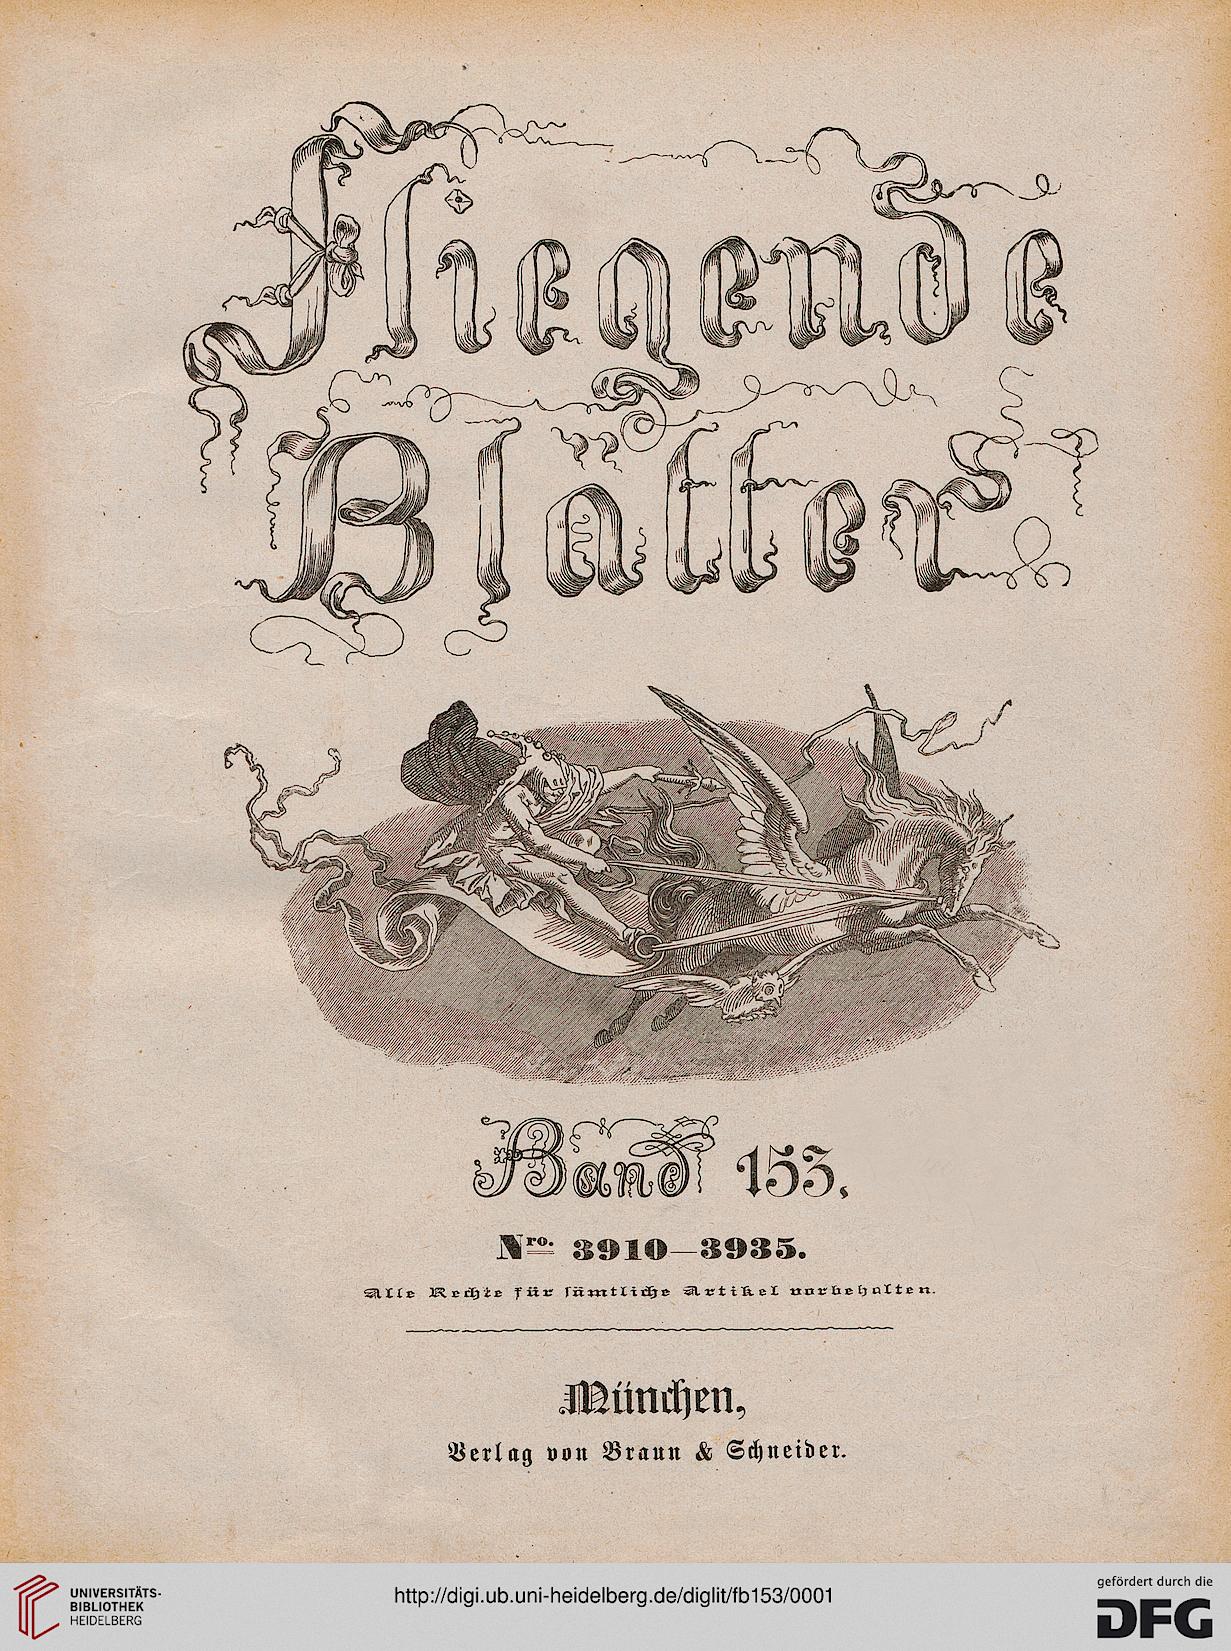 Fliegende
Blätter
Band 153.
Nro. 3910—3935.
Alle Rechte für sämtliche Artikel vorbehalten.
München,
Verlag von Braun & Schneider.
UNIVERSITÄTS-
BIBLIOTHEK
HEIDELBERG
http://digi.ub.uni-heidelberg.de/diglit/fb153/0001
gefördert durch die
DFG